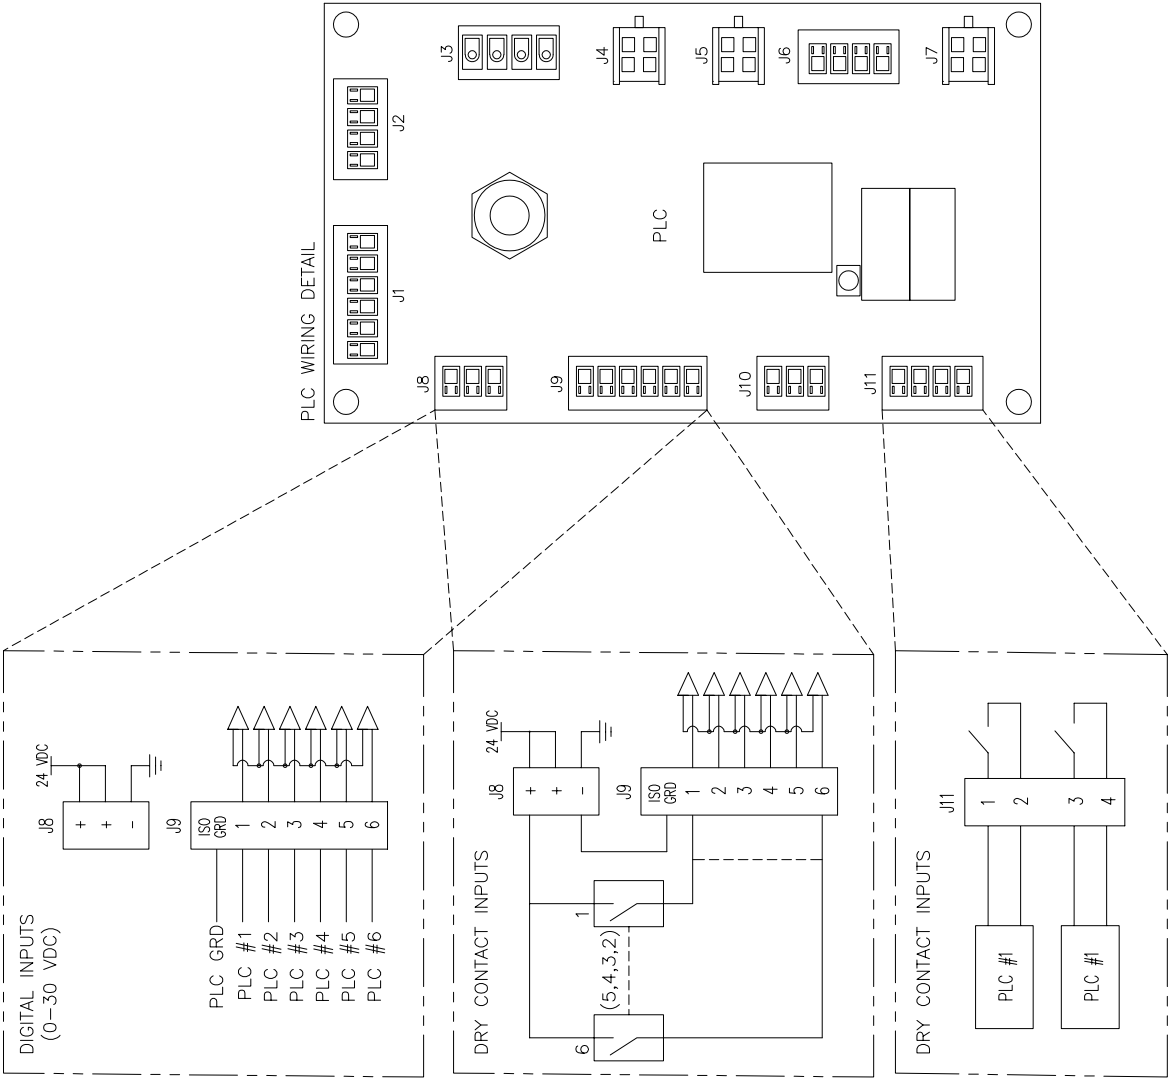 PLC WIRING DETAIL
J1
J2
J3
J4
J5
J6
J7
PLC
J8
J9
J10
J11
DIGITAL INPUTS
(0-30 VDC)
24 VDC
J8
+
+
-
J9
ISO
GRD
1
2
3
4
5
6
PLC GRD
PLC #1
PLC #2
PLC #3
PLC #4
PLC #5
PLC #6
DRY CONTACT INPUTS
24 VDC
J8
+
+
-
J9
ISO
GRD
1
2
3
4
5
6
1
(5,4,3,2)
6
DRY CONTACT INPUTS
J11
1
2
3
4
PLC #1
PLC #1